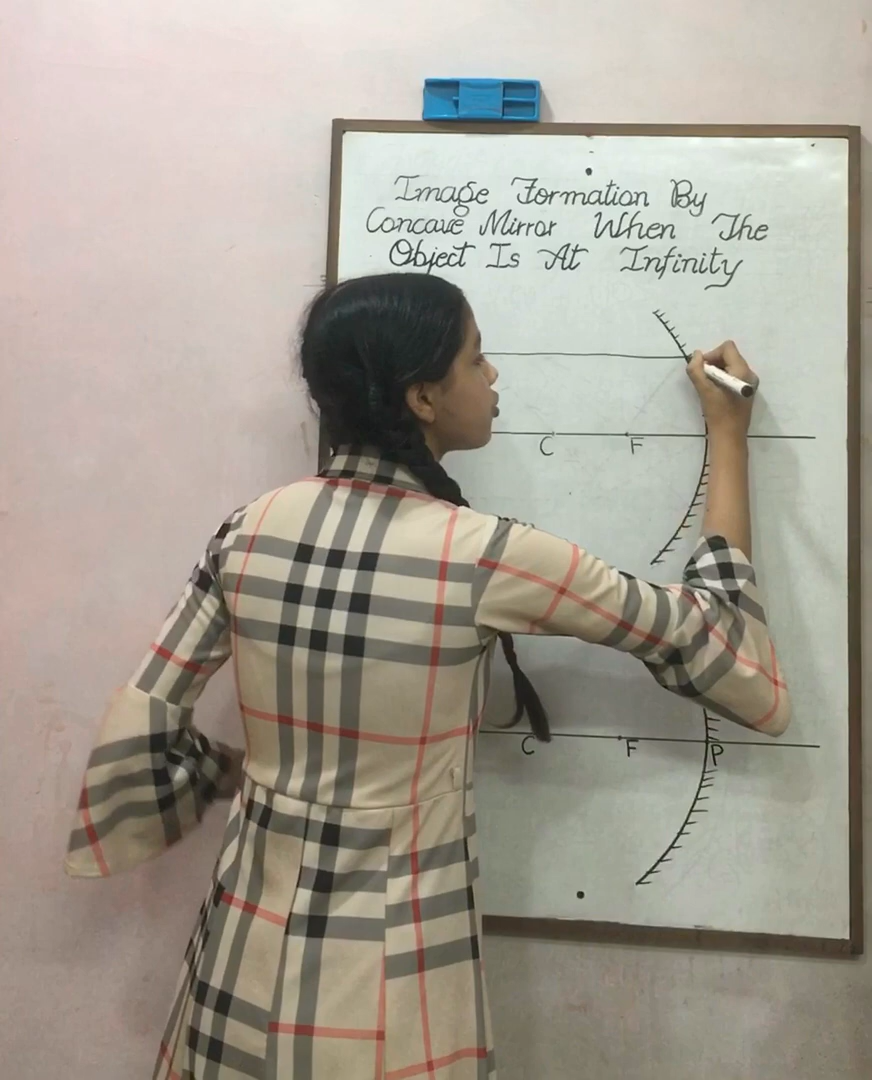 Image Formation By
Concave Mirror When The
Object Is At Infinity
C F
C F P